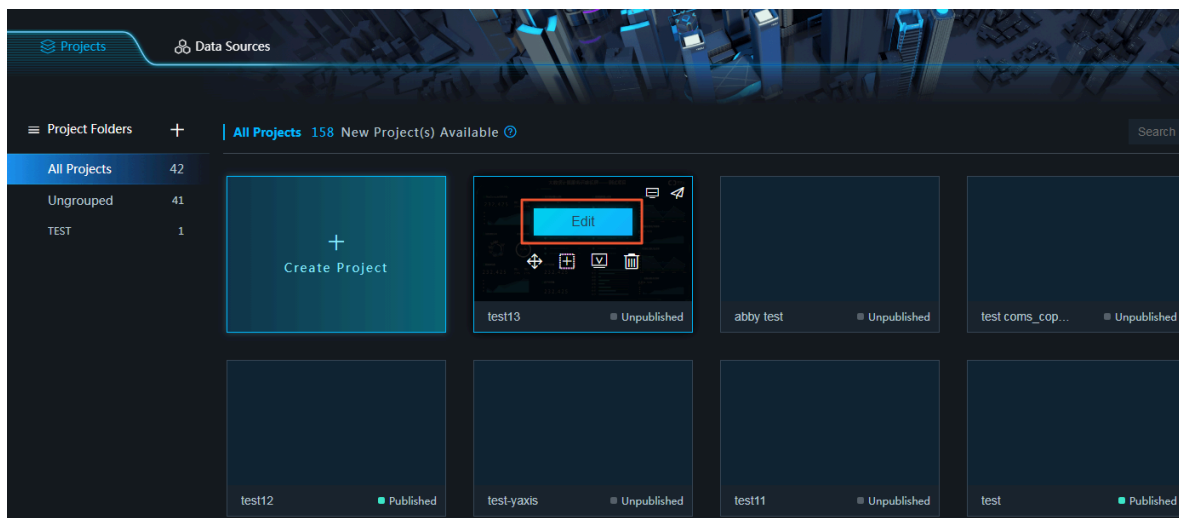 Projects
Data Sources
Project Folders
All Projects 158 New Project(s) Available
Search
All Projects 42
Ungrouped 41
TEST 1
Create Project
Edit
test13 Unpublished
abby test Unpublished
test coms_cop... Unpublished
test12 Published
test-yaxis Unpublished
test11 Unpublished
test Published